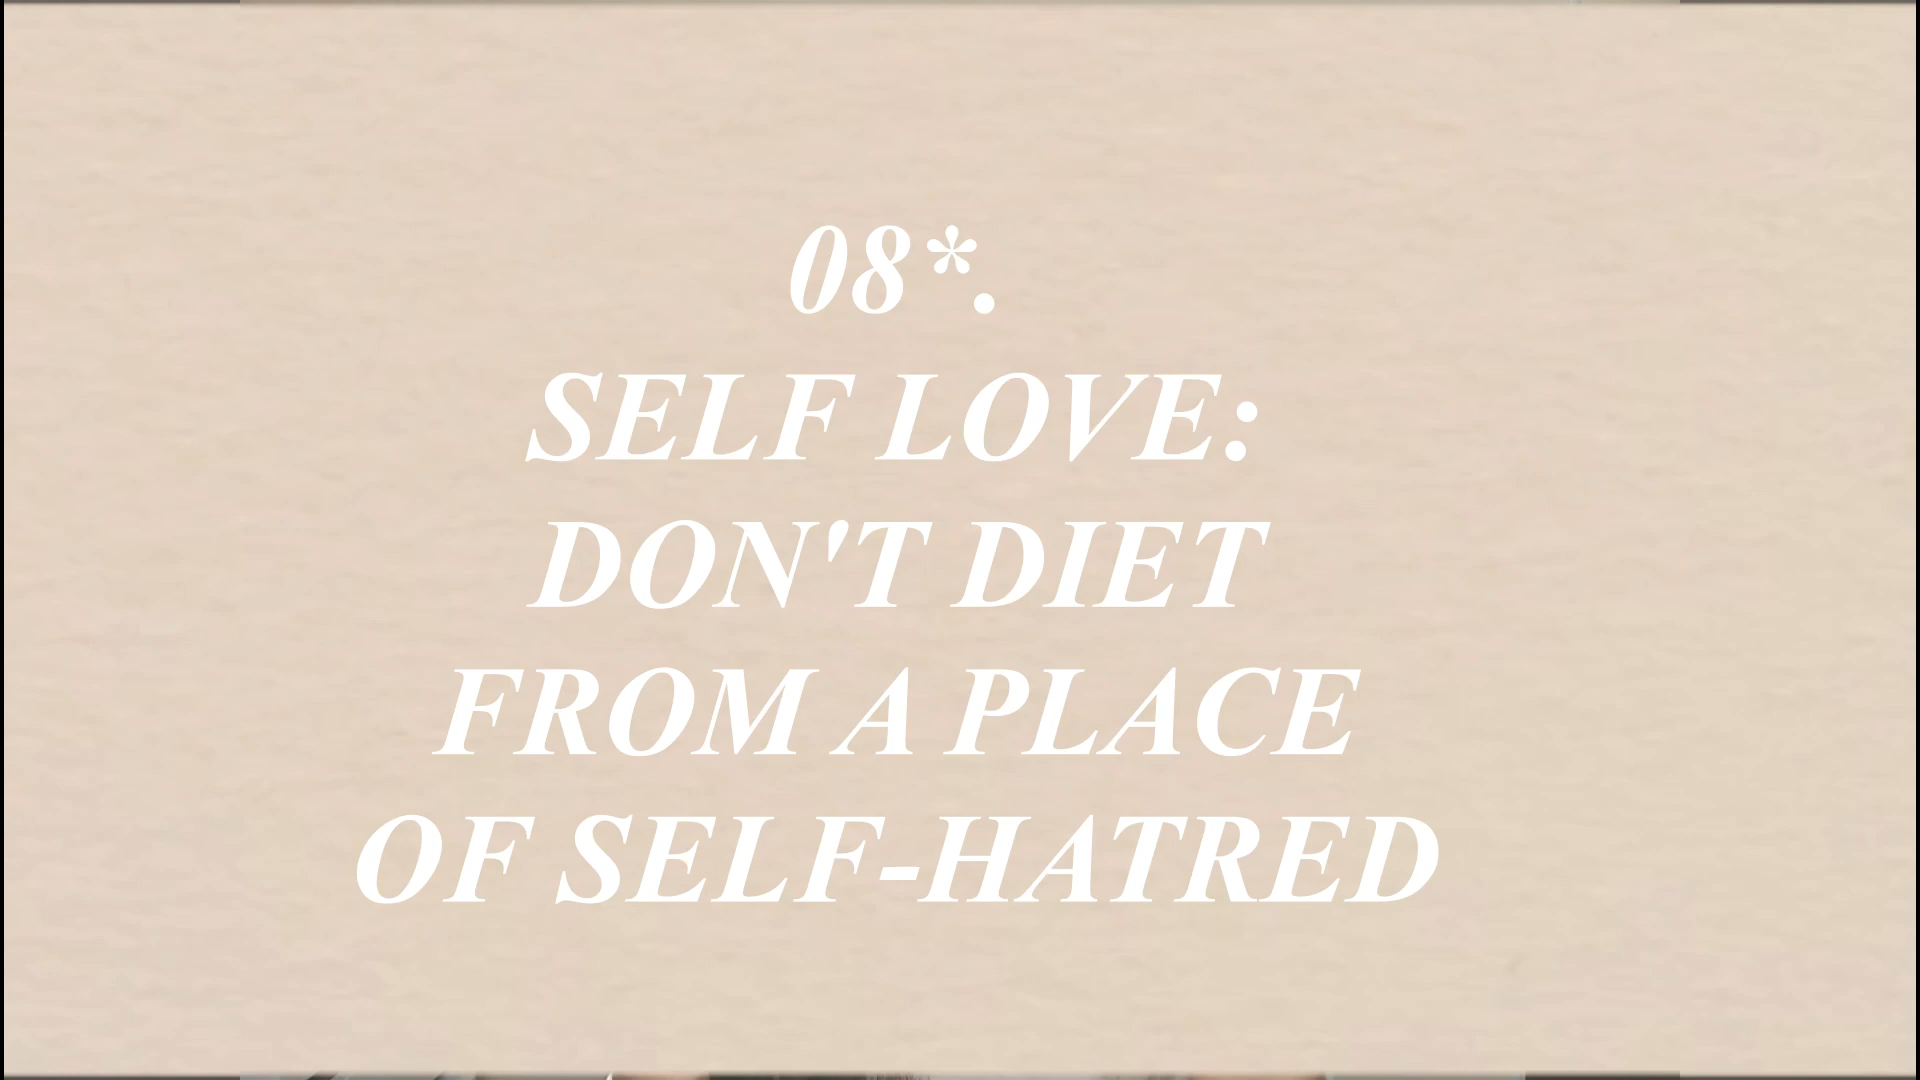 08*.
SELF LOVE:
DON'T DIET
FROM A PLACE
OF SELF-HATRED